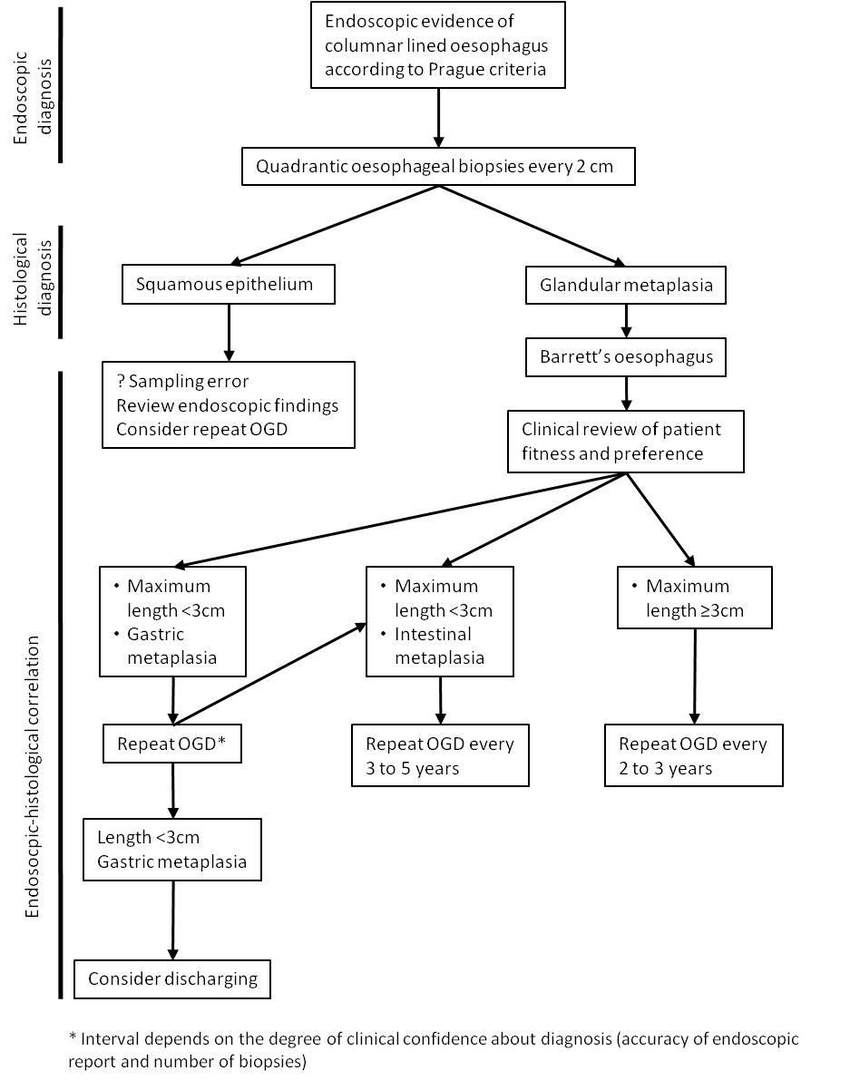 Endoscopic
diagnosis
Endoscopic evidence of
columnar lined oesophagus
according to Prague criteria
Quadrantic oesophageal biopsies every 2 cm
Histological
diagnosis
Squamous epithelium
Glandular metaplasia
Barrett's oesophagus
? Sampling error
Review endoscopic findings
Consider repeat OGD
Clinical review of patient
fitness and preference
Endosocpic-histological correlation
• Maximum
length <3cm
• Gastric
metaplasia
• Maximum
length <3cm
• Intestinal
metaplasia
• Maximum
length ≥3cm
Repeat OGD*
Repeat OGD every
3 to 5 years
Repeat OGD every
2 to 3 years
Length <3cm
Gastric metaplasia
Consider discharging
* Interval depends on the degree of clinical confidence about diagnosis (accuracy of endoscopic
report and number of biopsies)